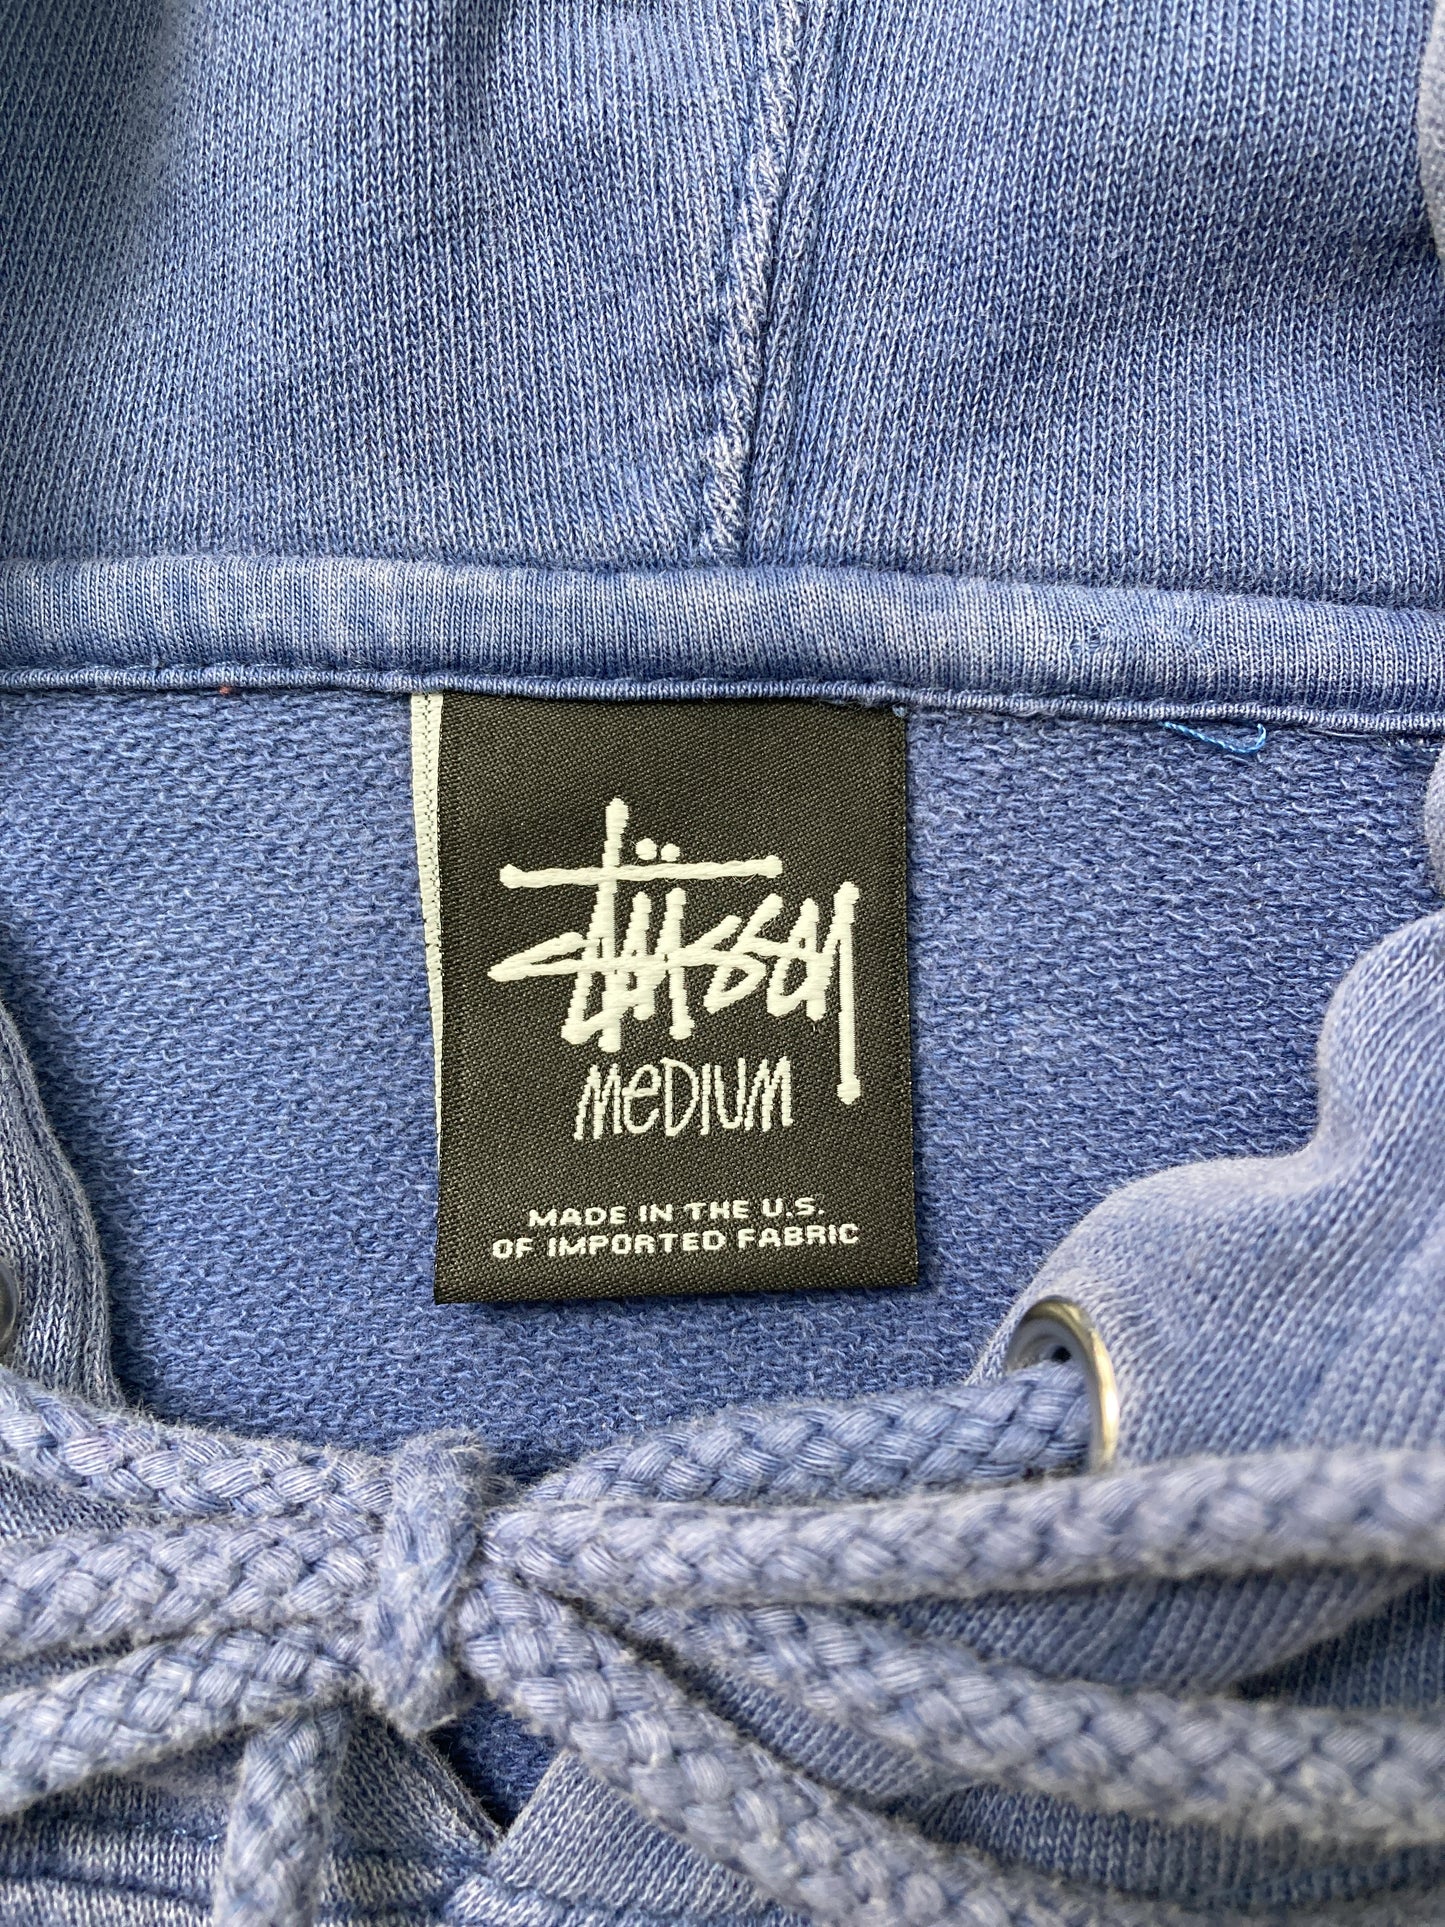 Stüssy
MeDIUM
MADE IN THE U.S.
OF IMPORTED FABRIC